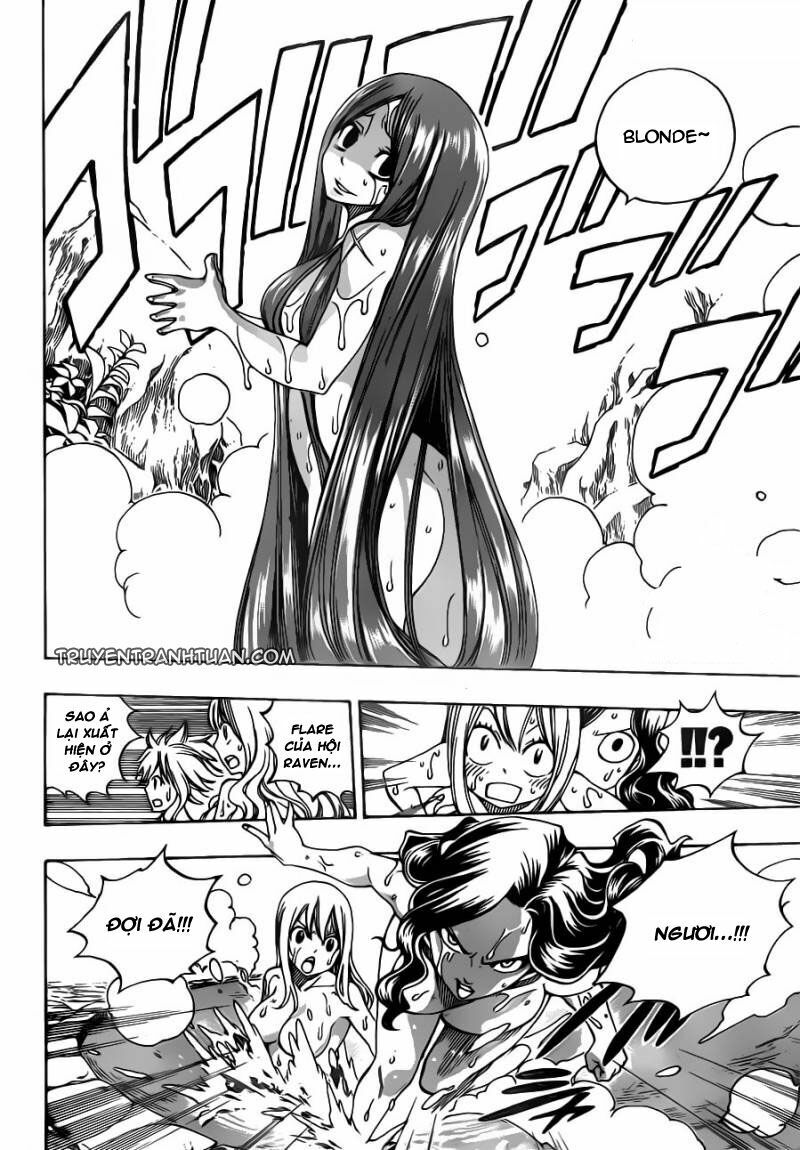 BLONDE~
TRUYENTRANHTUAN.COM
!!?
FLARE
CỦA HỘI
RAVEN...
SAO Ả
LẠI XUẤT
HIỆN Ở
ĐÂY?
NGƯƠI...!!!
ĐỢI ĐÃ!!!